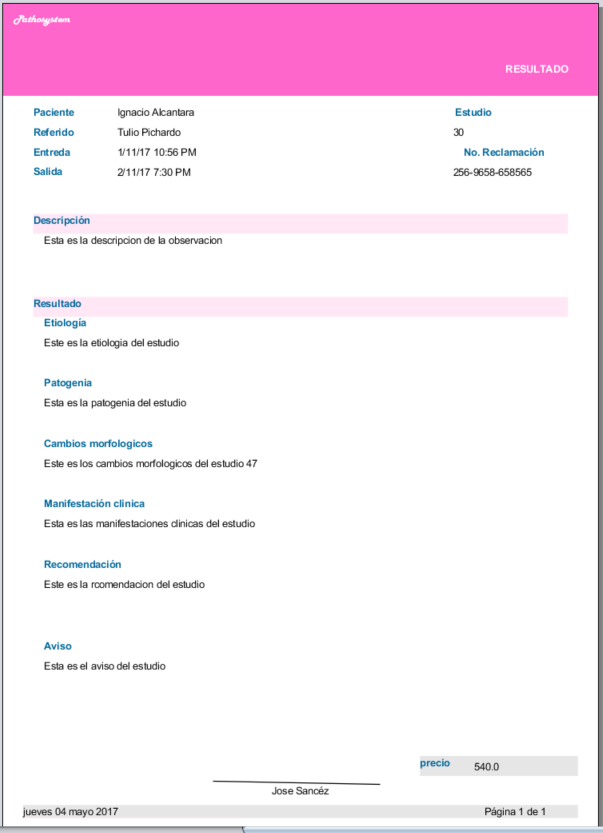 Pathosystem
RESULTADO
Paciente Ignacio Alcantara Estudio
Referido Tulio Pichardo 30
Entreda 1/11/17 10:56 PM No. Reclamación
Salida 2/11/17 7:30 PM 256-9658-658565
Descripción
Esta es la descripcion de la observacion
Resultado
Etiología
Este es la etiologia del estudio
Patogenia
Esta es la patogenia del estudio
Cambios morfologicos
Este es los cambios morfologicos del estudio 47
Manifestación clinica
Esta es las manifestaciones clinicas del estudio
Recomendación
Este es la rcomendacion del estudio
Aviso
Esta es el aviso del estudio
precio 540.0
Jose Sancéz
jueves 04 mayo 2017 Página 1 de 1